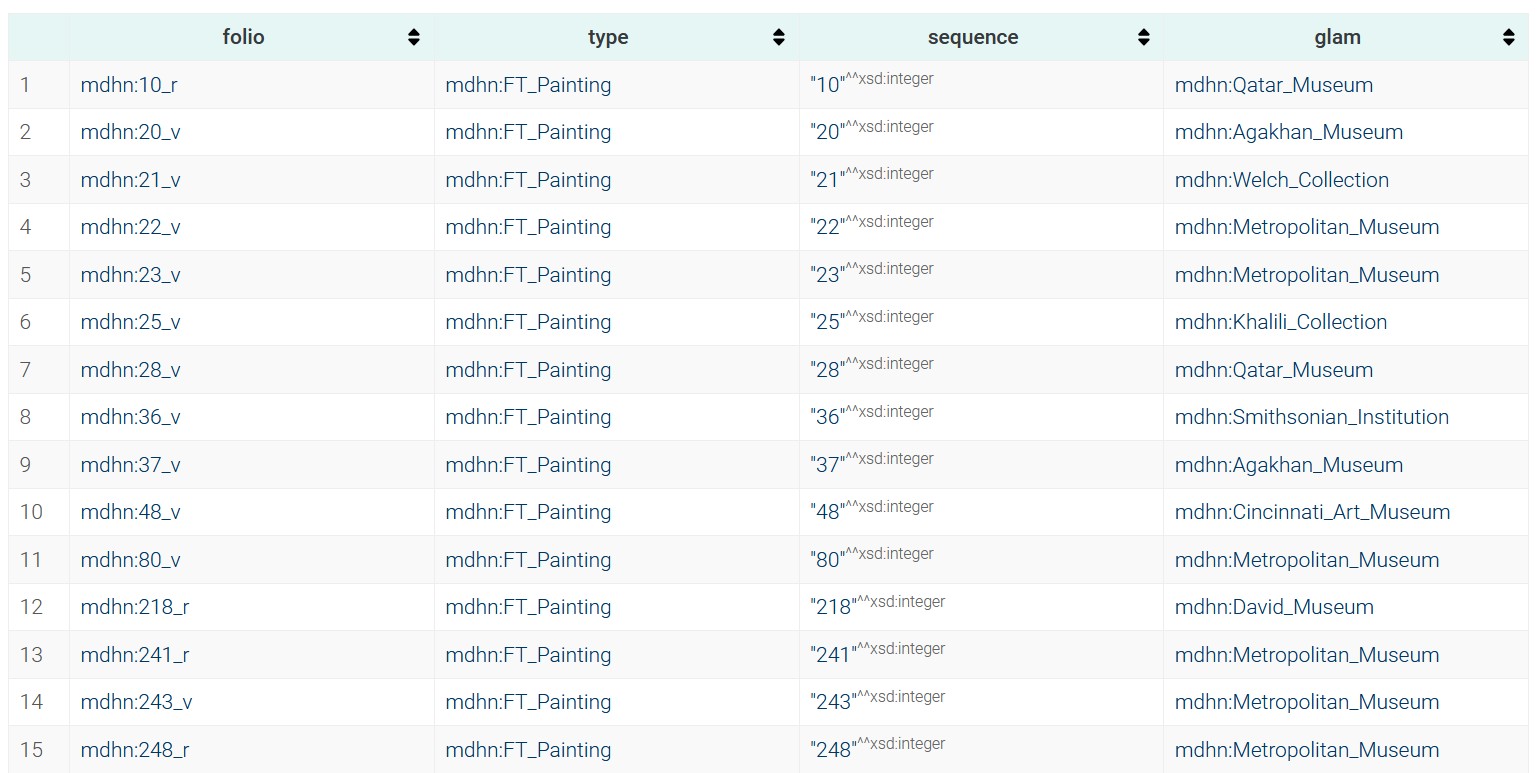 folio type sequence glam
1 mdhn:10_r mdhn:FT_Painting "10"^^xsd:integer mdhn:Qatar_Museum
2 mdhn:20_v mdhn:FT_Painting "20"^^xsd:integer mdhn:Agakhan_Museum
3 mdhn:21_v mdhn:FT_Painting "21"^^xsd:integer mdhn:Welch_Collection
4 mdhn:22_v mdhn:FT_Painting "22"^^xsd:integer mdhn:Metropolitan_Museum
5 mdhn:23_v mdhn:FT_Painting "23"^^xsd:integer mdhn:Metropolitan_Museum
6 mdhn:25_v mdhn:FT_Painting "25"^^xsd:integer mdhn:Khalili_Collection
7 mdhn:28_v mdhn:FT_Painting "28"^^xsd:integer mdhn:Qatar_Museum
8 mdhn:36_v mdhn:FT_Painting "36"^^xsd:integer mdhn:Smithsonian_Institution
9 mdhn:37_v mdhn:FT_Painting "37"^^xsd:integer mdhn:Agakhan_Museum
10 mdhn:48_v mdhn:FT_Painting "48"^^xsd:integer mdhn:Cincinnati_Art_Museum
11 mdhn:80_v mdhn:FT_Painting "80"^^xsd:integer mdhn:Metropolitan_Museum
12 mdhn:218_r mdhn:FT_Painting "218"^^xsd:integer mdhn:David_Museum
13 mdhn:241_r mdhn:FT_Painting "241"^^xsd:integer mdhn:Metropolitan_Museum
14 mdhn:243_v mdhn:FT_Painting "243"^^xsd:integer mdhn:Metropolitan_Museum
15 mdhn:248_r mdhn:FT_Painting "248"^^xsd:integer mdhn:Metropolitan_Museum